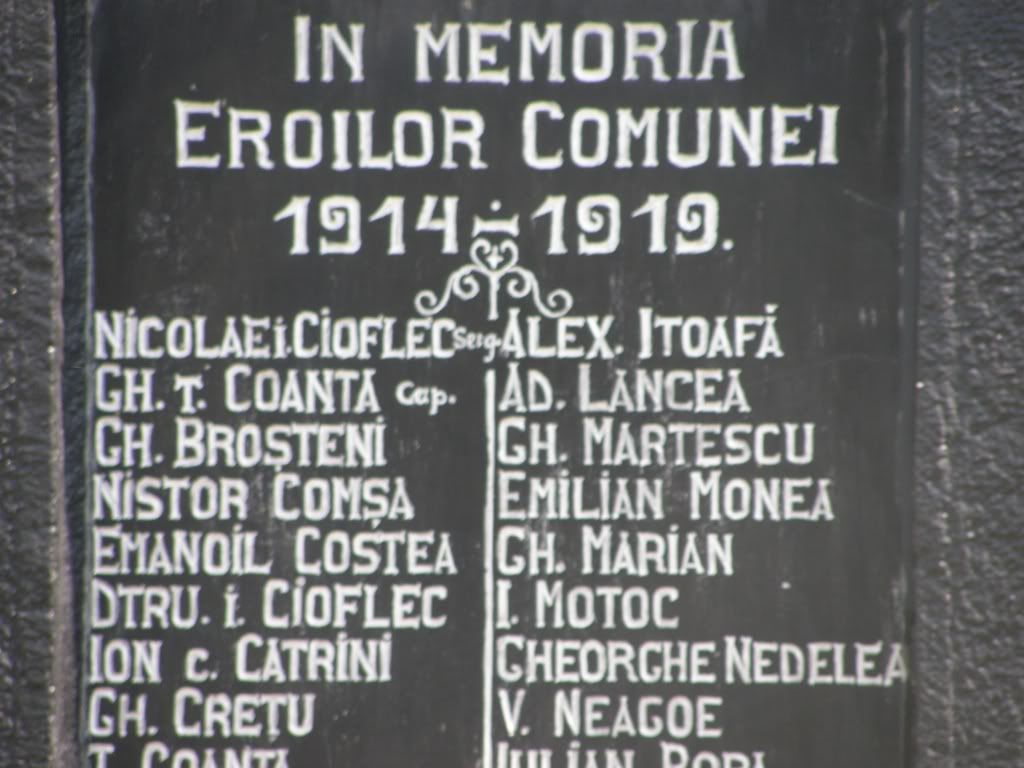 IN MEMORIA
EROILOR COMUNEI
1914 - 1919.
NICOLAE i. CIOFLEC Serg.
GH. T. COANTA Cap.
GH. BROȘTENI
NISTOR COMȘA
EMANOIL COSTEA
DTRU. i. CIOFLEC
ION C. CATRINI
GH. CREȚU
ALEX. ITOAFĂ
AD. LANCEA
GH. MARTESCU
EMILIAN MONEA
GH. MARIAN
I. MOTOC
GHEORGHE NEDELEA
V. NEAGOE
IULIAN